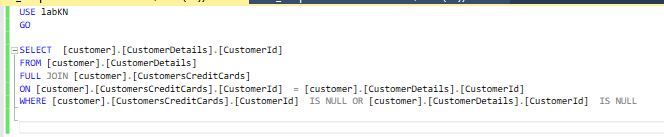 USE labKN
GO
SELECT [customer].[CustomerDetails].[CustomerId]
FROM [customer].[CustomerDetails]
FULL JOIN [customer].[CustomersCreditCards]
ON [customer].[CustomersCreditCards].[CustomerId] = [customer].[CustomerDetails].[CustomerId]
WHERE [customer].[CustomersCreditCards].[CustomerId] IS NULL OR [customer].[CustomerDetails].[CustomerId] IS NULL